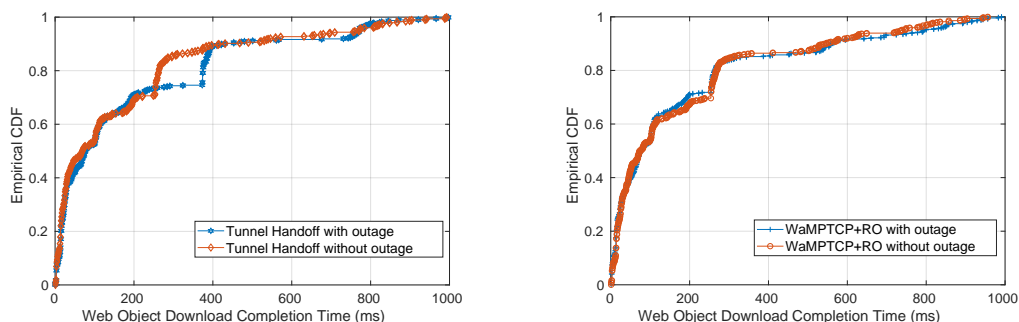 1
0.8
0.6
0.4
0.2
0
Empirical CDF
Tunnel Handoff with outage
Tunnel Handoff without outage
0 200 400 600 800 1000
Web Object Download Completion Time (ms)
1
0.8
0.6
0.4
0.2
0
Empirical CDF
WaMPTCP+RO with outage
WaMPTCP+RO without outage
0 200 400 600 800 1000
Web Object Download Completion Time (ms)